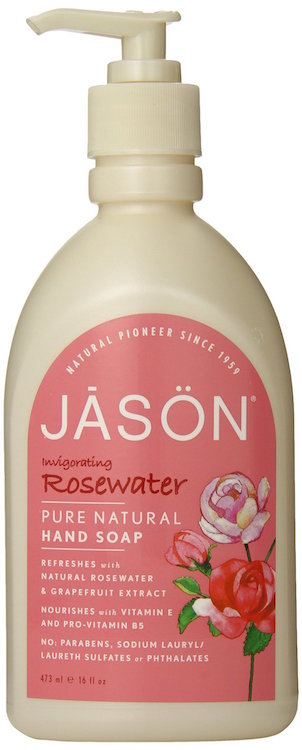 NATURAL PIONEER SINCE 1959
JĀSÖN®
Invigorating
Rosewater
PURE NATURAL
HAND SOAP
REFRESHES with
NATURAL ROSEWATER
& GRAPEFRUIT EXTRACT
NOURISHES with VITAMIN E
AND PRO-VITAMIN B5
NO: PARABENS, SODIUM LAURYL/
LAURETH SULFATES or PHTHALATES
473 ml ℮ 16 fl oz